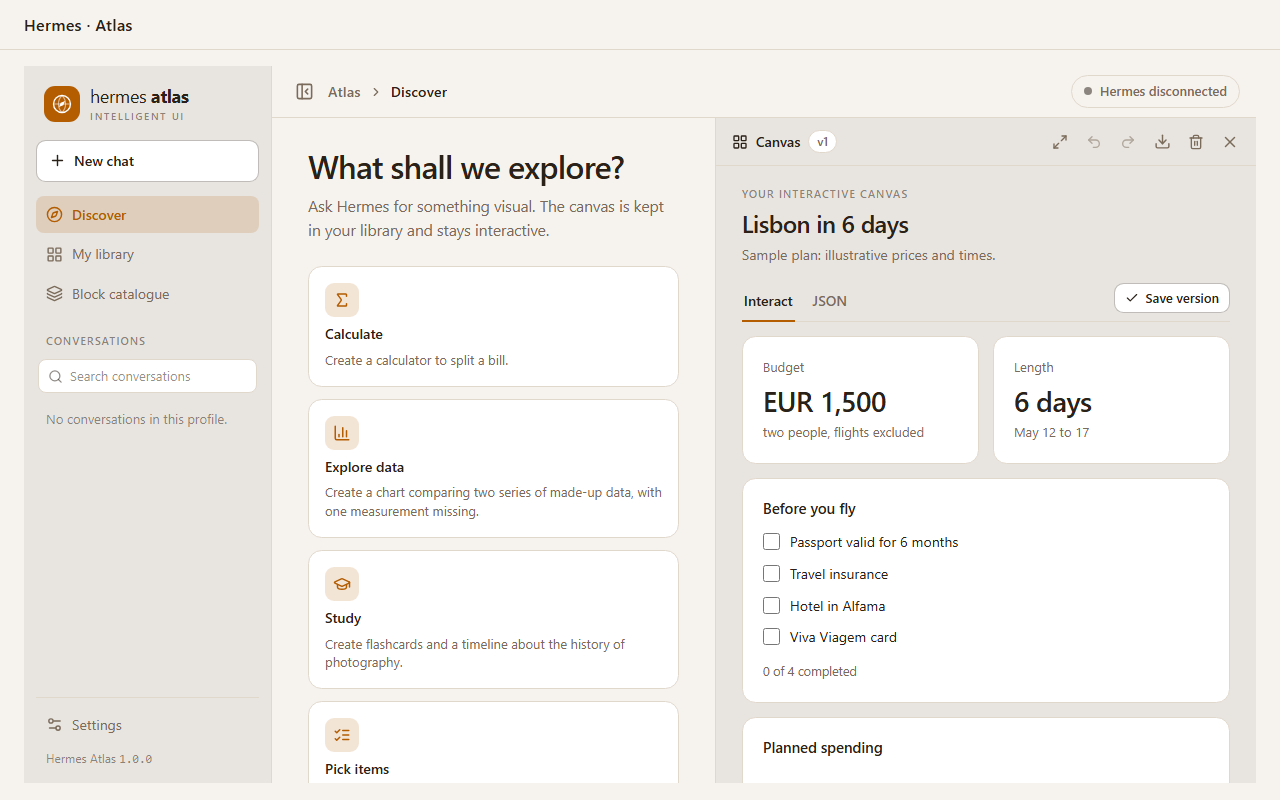 Hermes · Atlas
hermes atlas
INTELLIGENT UI
New chat
Discover
My library
Block catalogue
CONVERSATIONS
Search conversations
No conversations in this profile.
Settings
Hermes Atlas 1.0.0
Atlas > Discover
Hermes disconnected
What shall we explore?
Ask Hermes for something visual. The canvas is kept
in your library and stays interactive.
Calculate
Create a calculator to split a bill.
Explore data
Create a chart comparing two series of made-up data, with
one measurement missing.
Study
Create flashcards and a timeline about the history of
photography.
Pick items
Canvas v1
YOUR INTERACTIVE CANVAS
Lisbon in 6 days
Sample plan: illustrative prices and times.
Interact JSON
Save version
Budget
EUR 1,500
two people, flights excluded
Length
6 days
May 12 to 17
Before you fly
Passport valid for 6 months
Travel insurance
Hotel in Alfama
Viva Viagem card
0 of 4 completed
Planned spending